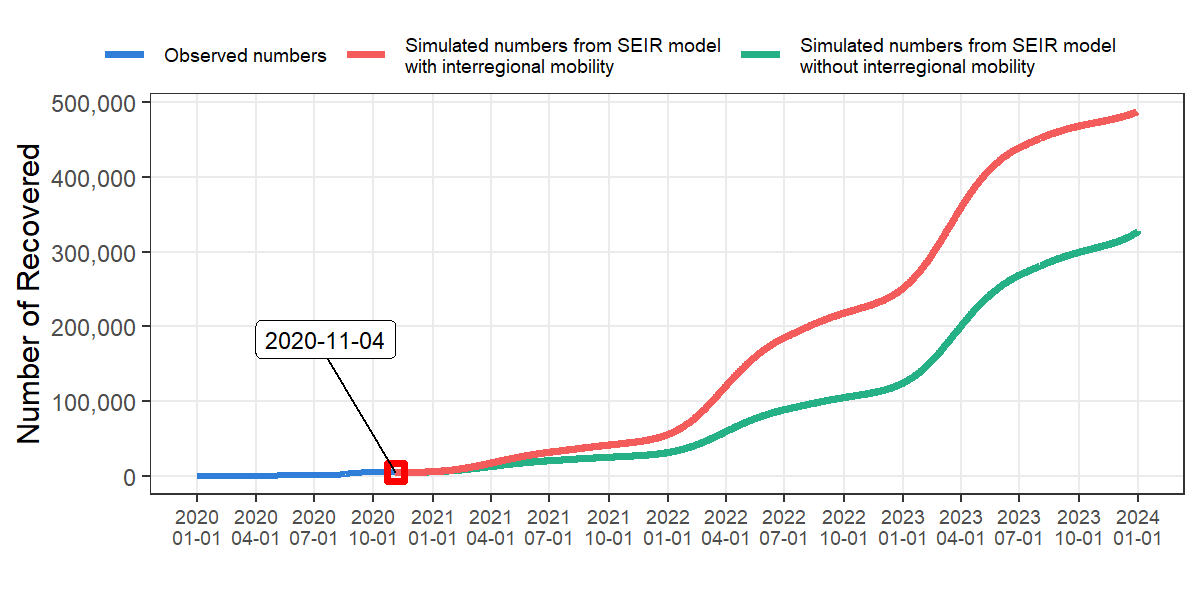 Observed numbers
Simulated numbers from SEIR model
with interregional mobility
Simulated numbers from SEIR model
without interregional mobility
Number of Recovered
500,000
400,000
300,000
200,000
100,000
0
2020-11-04
2020 2020 2020 2020 2021 2021 2021 2021 2022 2022 2022 2022 2023 2023 2023 2023 2024
01-01 04-01 07-01 10-01 01-01 04-01 07-01 10-01 01-01 04-01 07-01 10-01 01-01 04-01 07-01 10-01 01-01